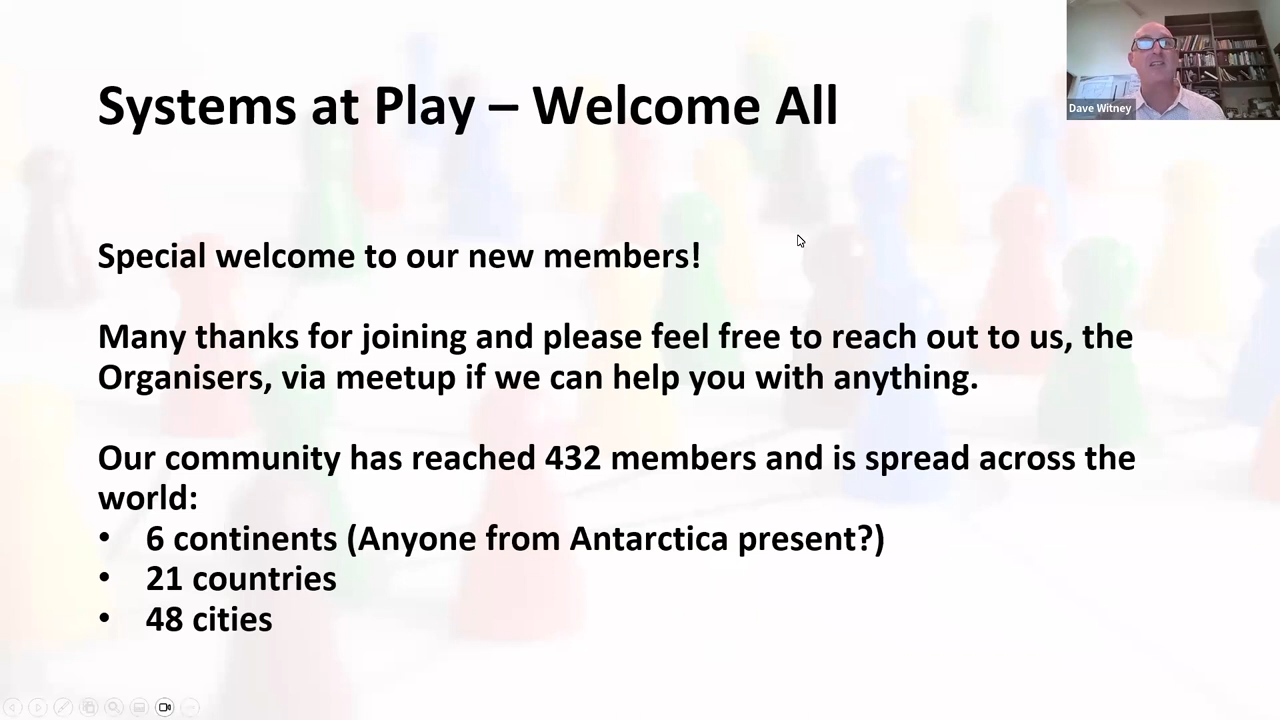 Systems at Play – Welcome All
Dave Witney
Special welcome to our new members!
Many thanks for joining and please feel free to reach out to us, the
Organisers, via meetup if we can help you with anything.
Our community has reached 432 members and is spread across the
world:
• 6 continents (Anyone from Antarctica present?)
• 21 countries
• 48 cities